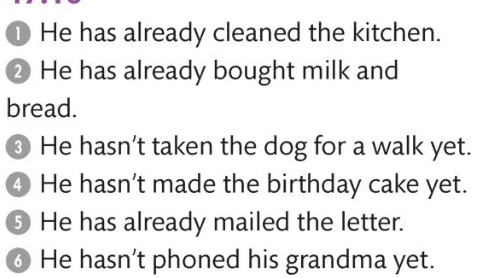 1 He has already cleaned the kitchen.
2 He has already bought milk and
bread.
3 He hasn't taken the dog for a walk yet.
4 He hasn't made the birthday cake yet.
5 He has already mailed the letter.
6 He hasn't phoned his grandma yet.